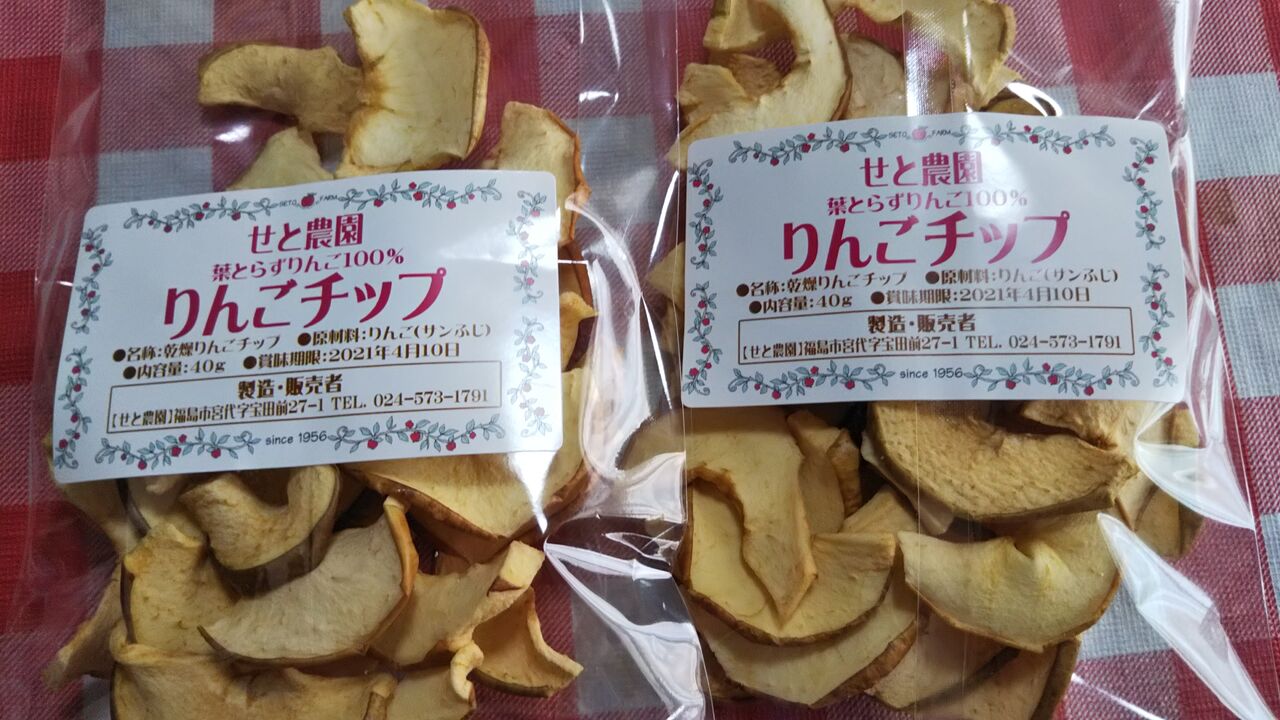 SETO FARM
せと農園
葉とらずりんご100%
りんごチップ
●名称:乾燥りんごチップ ●原材料:りんご(サンふじ)
●内容量:40g ●賞味期限:2021年4月10日
製造・販売者
【せと農園】福島市宮代字宝田前27-1 TEL. 024-573-1791
since 1956
SETO FARM
せと農園
葉とらずりんご100%
りんごチップ
●名称:乾燥りんごチップ ●原材料:りんご(サンふじ)
●内容量:40g ●賞味期限:2021年4月10日
製造・販売者
【せと農園】福島市宮代字宝田前27-1 TEL. 024-573-1791
since 1956